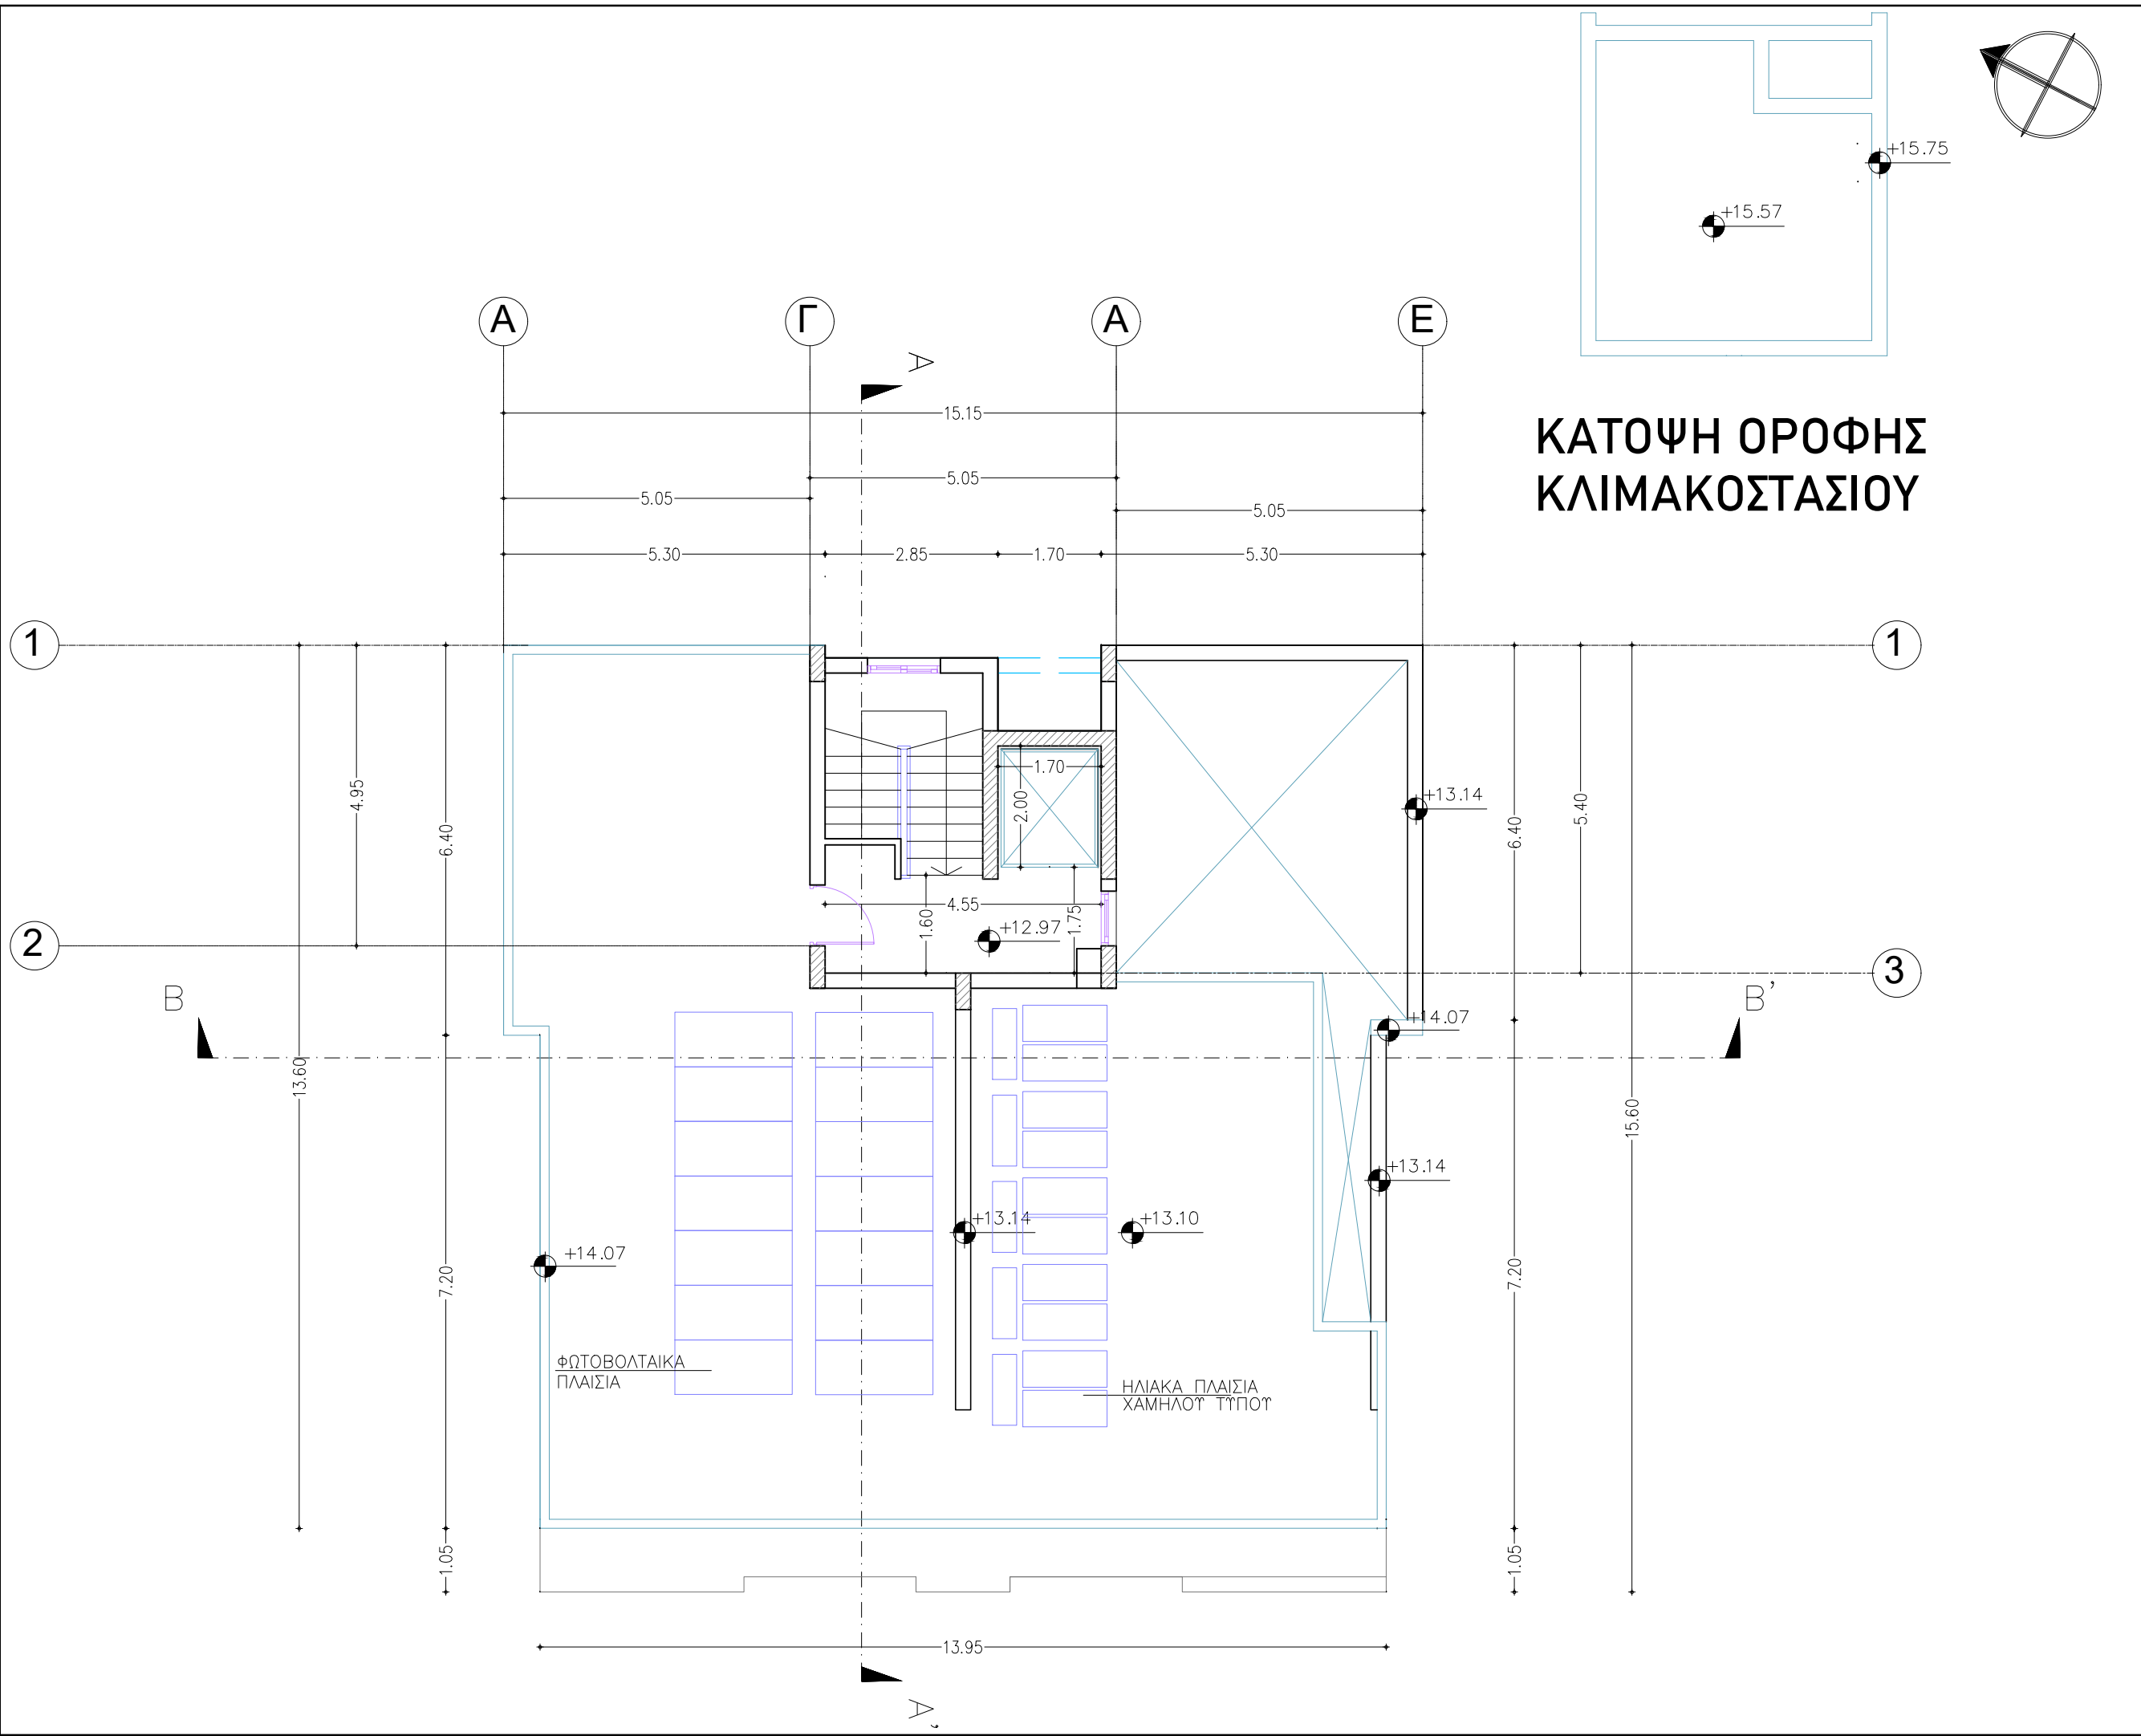 +15.75
+15.57
Α
Γ
Α
Ε
Α
15.15
ΚΑΤΟΨΗ ΟΡΟΦΗΣ
ΚΛΙΜΑΚΟΣΤΑΣΙΟΥ
5.05
5.05
5.05
5.30
2.85
1.70
5.30
1
1
1.70
2.00
+13.14
4.95
6.40
6.40
5.40
4.55
1.60
1.75
+12.97
2
3
Β
Β'
+14.07
13.60
15.60
+13.14
+13.14
+13.10
+14.07
7.20
7.20
ΦΩΤΟΒΟΛΤΑΙΚΑ
ΠΛΑΙΣΙΑ
ΗΛΙΑΚΑ ΠΛΑΙΣΙΑ
ΧΑΜΗΛΟΥ ΤΥΠΟΥ
1.05
1.05
13.95
Α'